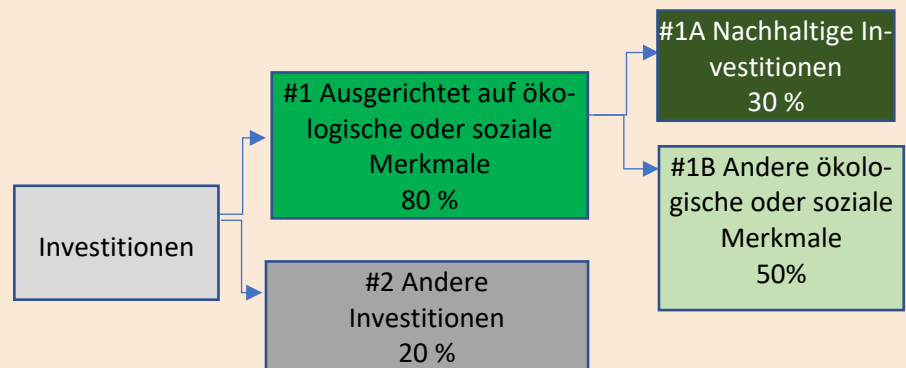 #1A Nachhaltige In-
vestitionen
30 %
#1 Ausgerichtet auf öko-
logische oder soziale
Merkmale
80 %
#1B Andere ökolo-
gische oder soziale
Merkmale
50%
Investitionen
#2 Andere
Investitionen
20 %